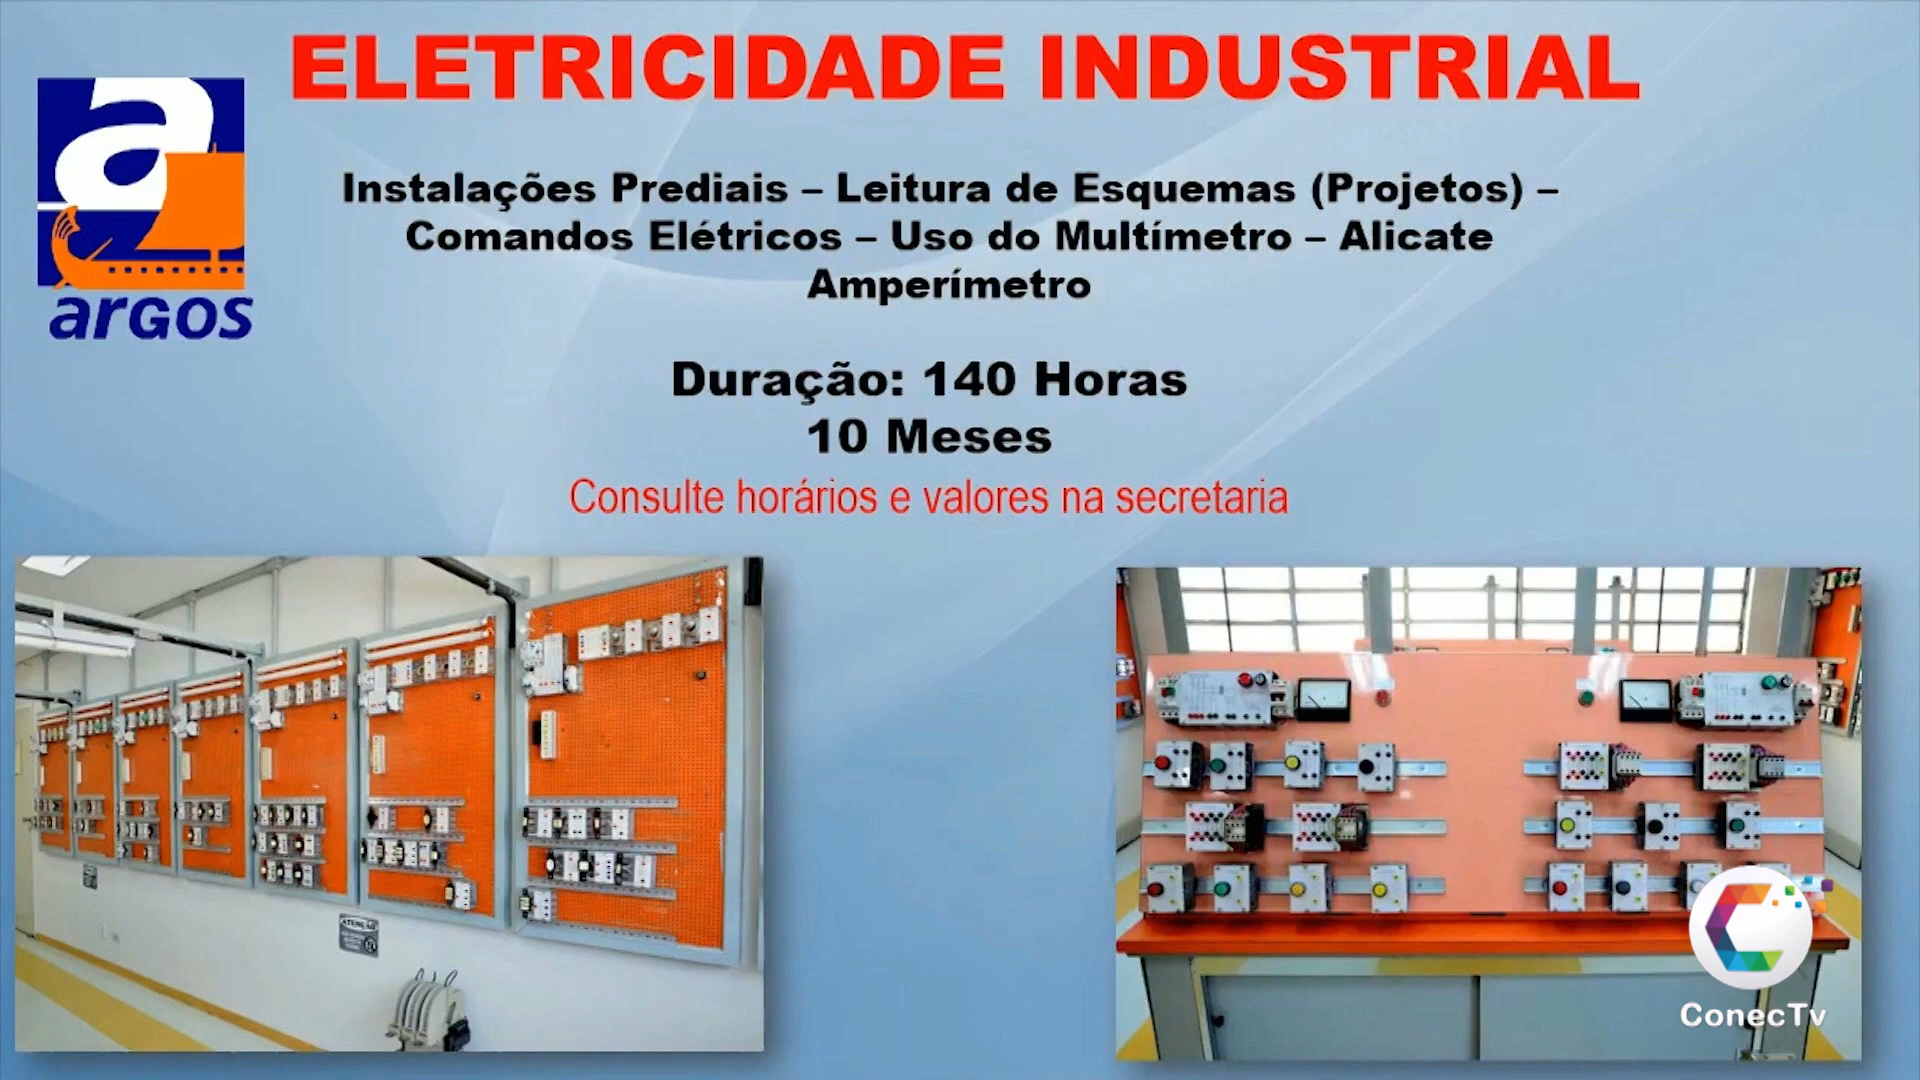 ELETRICIDADE INDUSTRIAL
a
argos
Instalações Prediais – Leitura de Esquemas (Projetos) –
Comandos Elétricos – Uso do Multímetro – Alicate
Amperímetro
Duração: 140 Horas
10 Meses
Consulte horários e valores na secretaria
ATENÇÃO
ConecTv